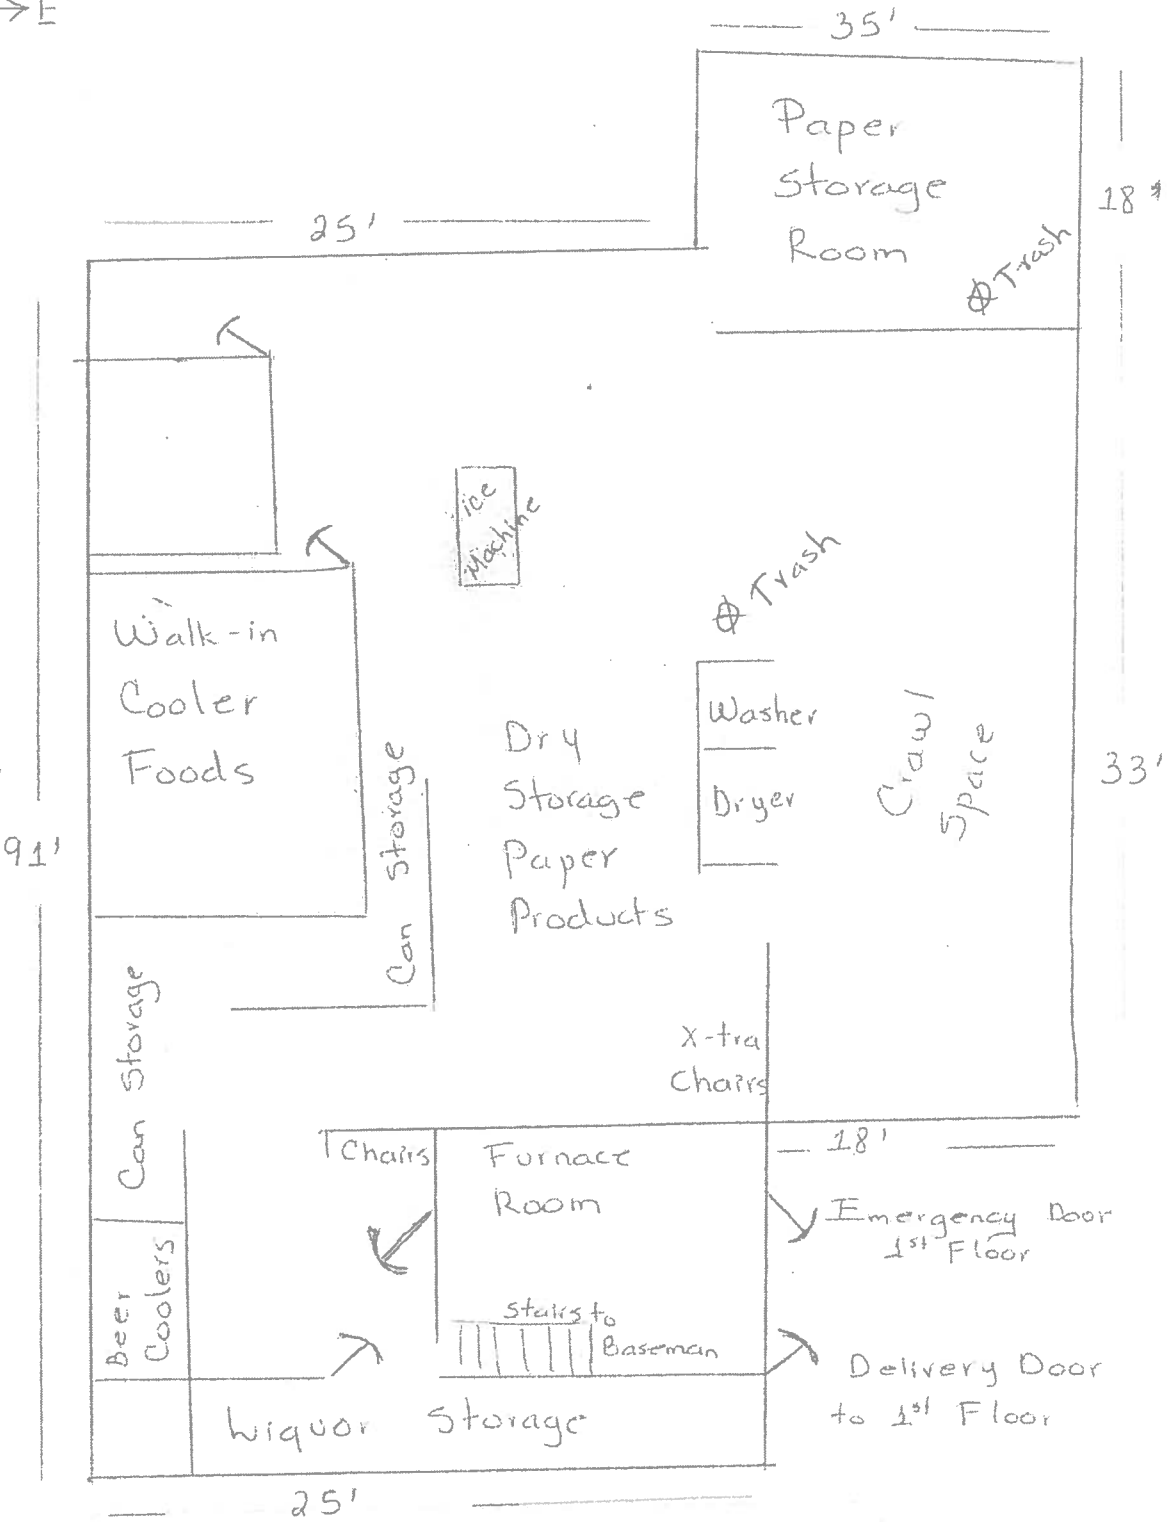 → E
35'
Paper
Storage
Room
18'
Trash
25'
ice
Machine
Trash
Walk-in
Cooler
Foods
Can Storage
Dry
Storage
Paper
Products
Washer
Dryer
Crawl
Space
33'
91'
Can Storage
X-tra
Chairs
Chairs
Furnace
Room
18'
Emergency Door
1st Floor
Beer
Coolers
Stairs to
Baseman
Delivery Door
to 1st Floor
Liquor Storage
25'